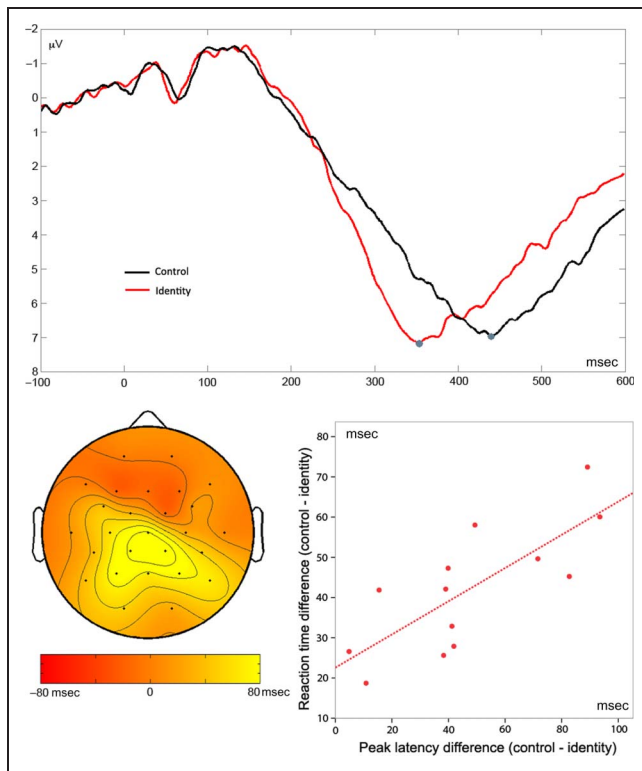 −2
μV
−1
0
1
2
3
4
5
6
7
8
Control
Identity
msec
−100 0 100 200 300 400 500 600
−80 msec 0 80 msec
msec
80
70
60
50
40
30
20
10
Reaction time difference (control - identity)
msec
0 20 40 60 80 100
Peak latency difference (control - identity)